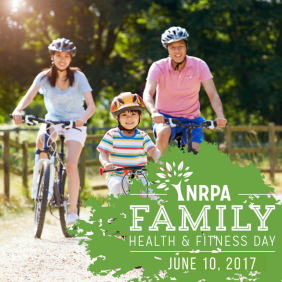 NRPA
FAMILY
HEALTH & FITNESS DAY
JUNE 10, 2017